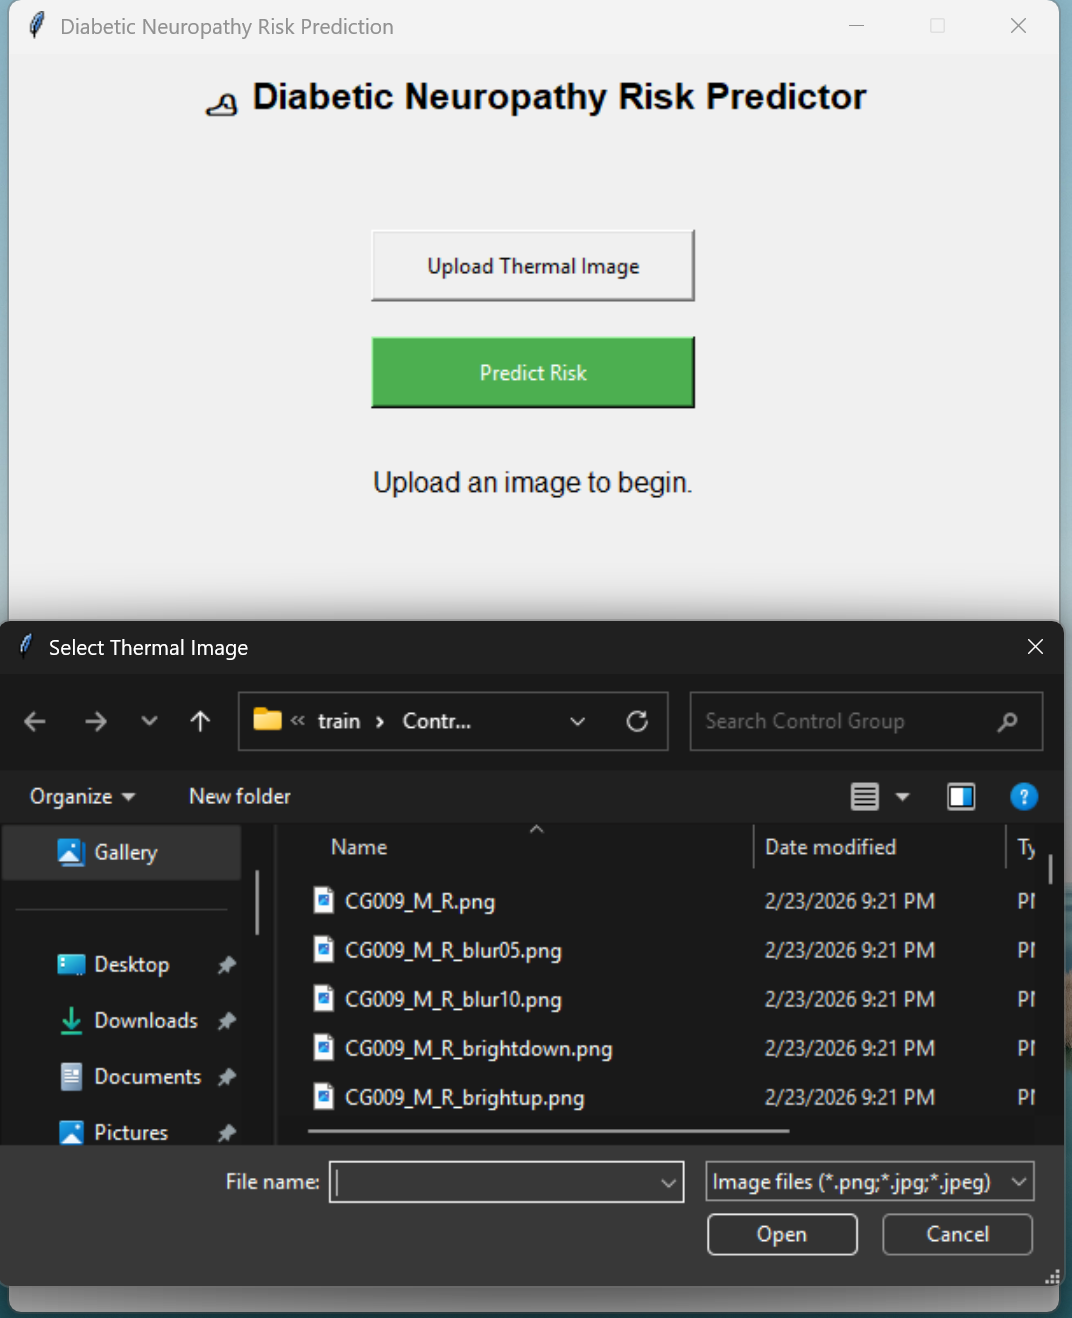 Diabetic Neuropathy Risk Prediction
Diabetic Neuropathy Risk Predictor
Upload Thermal Image
Predict Risk
Upload an image to begin.
Select Thermal Image
« train › Contr...
Search Control Group
Organize
New folder
?
Gallery
Desktop
Downloads
Documents
Pictures
Name Date modified Ty
CG009_M_R.png 2/23/2026 9:21 PM
CG009_M_R_blur05.png 2/23/2026 9:21 PM
CG009_M_R_blur10.png 2/23/2026 9:21 PM
CG009_M_R_brightdown.png 2/23/2026 9:21 PM
CG009_M_R_brightup.png 2/23/2026 9:21 PM
File name:
Image files (*.png;*.jpg;*.jpeg)
Open
Cancel